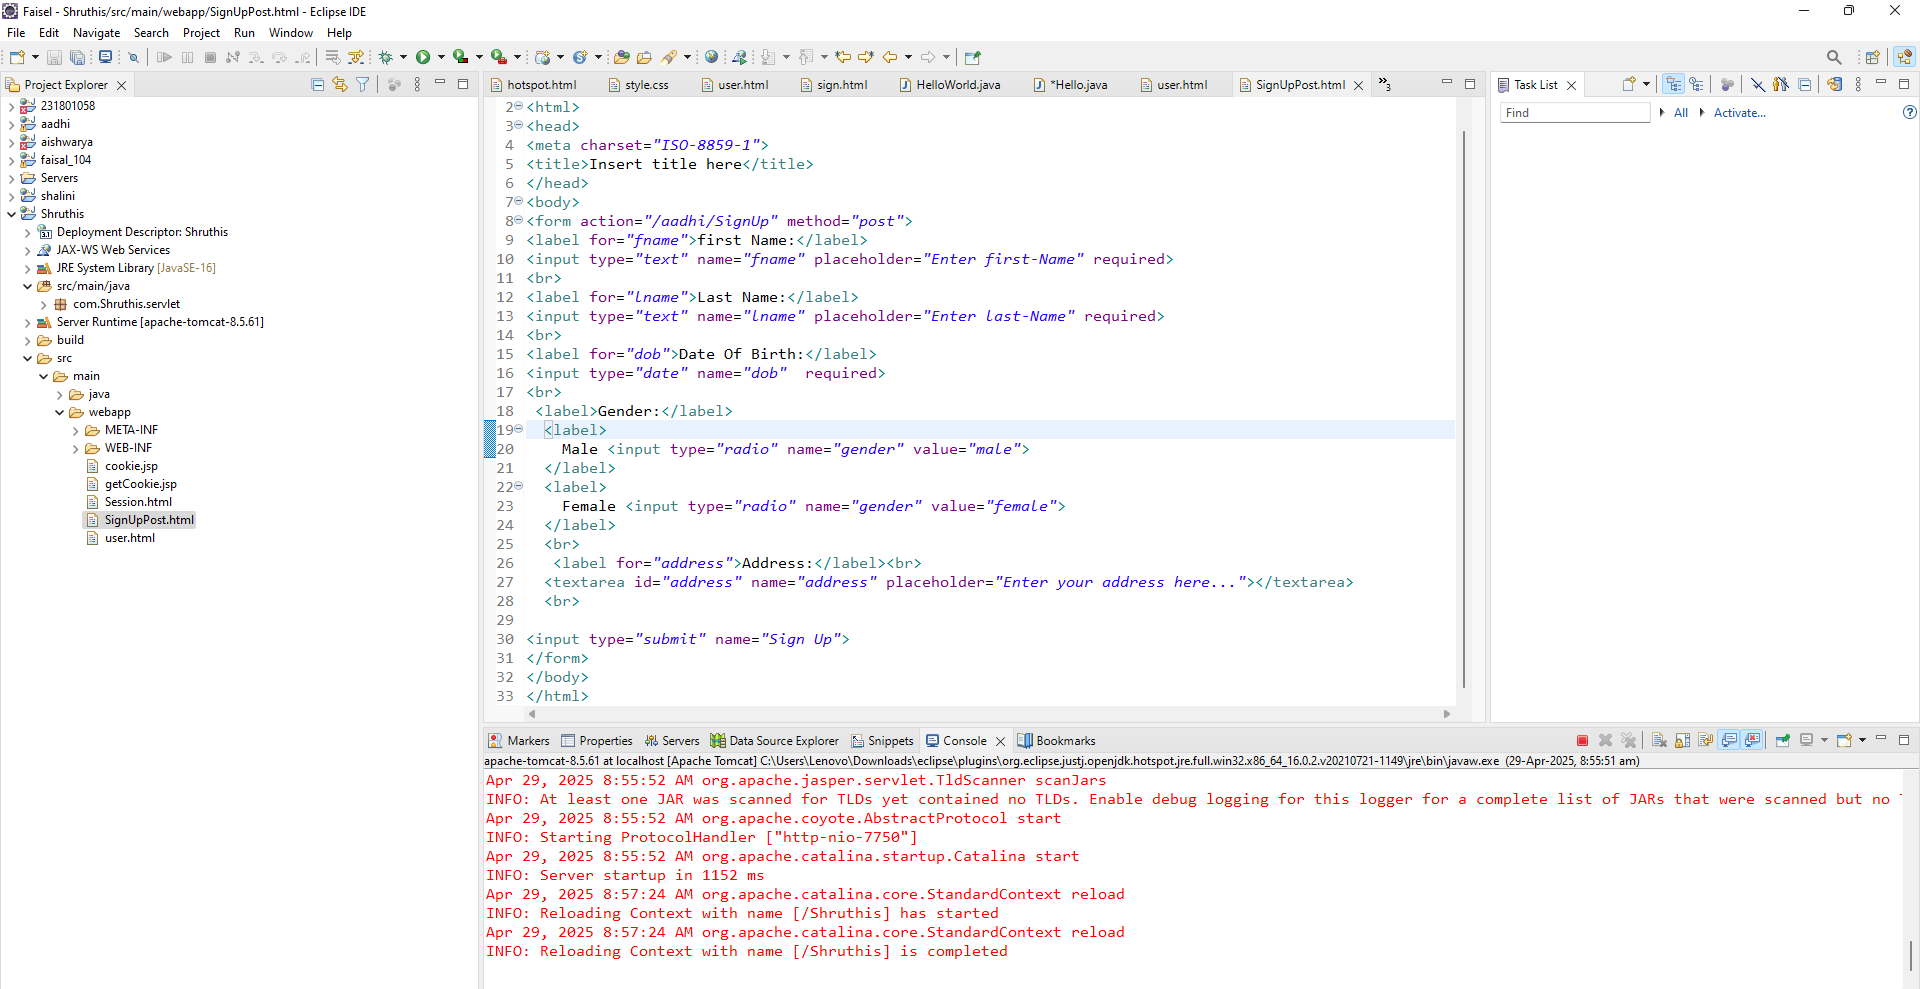 Faisel - Shruthis/src/main/webapp/SignUpPost.html - Eclipse IDE
File Edit Navigate Search Project Run Window Help
Project Explorer
231801058
aadhi
aishwarya
faisal_104
Servers
shalini
Shruthis
Deployment Descriptor: Shruthis
JAX-WS Web Services
JRE System Library [JavaSE-16]
src/main/java
com.Shruthis.servlet
Server Runtime [apache-tomcat-8.5.61]
build
src
main
java
webapp
META-INF
WEB-INF
cookie.jsp
getCookie.jsp
Session.html
SignUpPost.html
user.html
hotspot.html style.css user.html sign.html HelloWorld.java *Hello.java user.html SignUpPost.html »3
2 <html>
3 <head>
4 <meta charset="ISO-8859-1">
5 <title>Insert title here</title>
6 </head>
7 <body>
8 <form action="/aadhi/SignUp" method="post">
9 <label for="fname">first Name:</label>
10 <input type="text" name="fname" placeholder="Enter first-Name" required>
11 <br>
12 <label for="lname">Last Name:</label>
13 <input type="text" name="lname" placeholder="Enter last-Name" required>
14 <br>
15 <label for="dob">Date Of Birth:</label>
16 <input type="date" name="dob"  required>
17 <br>
18  <label>Gender:</label>
19   <label>
20     Male <input type="radio" name="gender" value="male">
21   </label>
22   <label>
23     Female <input type="radio" name="gender" value="female">
24   </label>
25   <br>
26    <label for="address">Address:</label><br>
27   <textarea id="address" name="address" placeholder="Enter your address here..."></textarea>
28   <br>
29
30 <input type="submit" name="Sign Up">
31 </form>
32 </body>
33 </html>
Task List
Find All Activate...
Markers Properties Servers Data Source Explorer Snippets Console Bookmarks
apache-tomcat-8.5.61 at localhost [Apache Tomcat] C:\Users\Lenovo\Downloads\eclipse\plugins\org.eclipse.justj.openjdk.hotspot.jre.full.win32.x86_64_16.0.2.v20210721-1149\jre\bin\javaw.exe (29-Apr-2025, 8:55:51 am)
Apr 29, 2025 8:55:52 AM org.apache.jasper.servlet.TldScanner scanJars
INFO: At least one JAR was scanned for TLDs yet contained no TLDs. Enable debug logging for this logger for a complete list of JARs that were scanned but no
Apr 29, 2025 8:55:52 AM org.apache.coyote.AbstractProtocol start
INFO: Starting ProtocolHandler ["http-nio-7750"]
Apr 29, 2025 8:55:52 AM org.apache.catalina.startup.Catalina start
INFO: Server startup in 1152 ms
Apr 29, 2025 8:57:24 AM org.apache.catalina.core.StandardContext reload
INFO: Reloading Context with name [/Shruthis] has started
Apr 29, 2025 8:57:24 AM org.apache.catalina.core.StandardContext reload
INFO: Reloading Context with name [/Shruthis] is completed